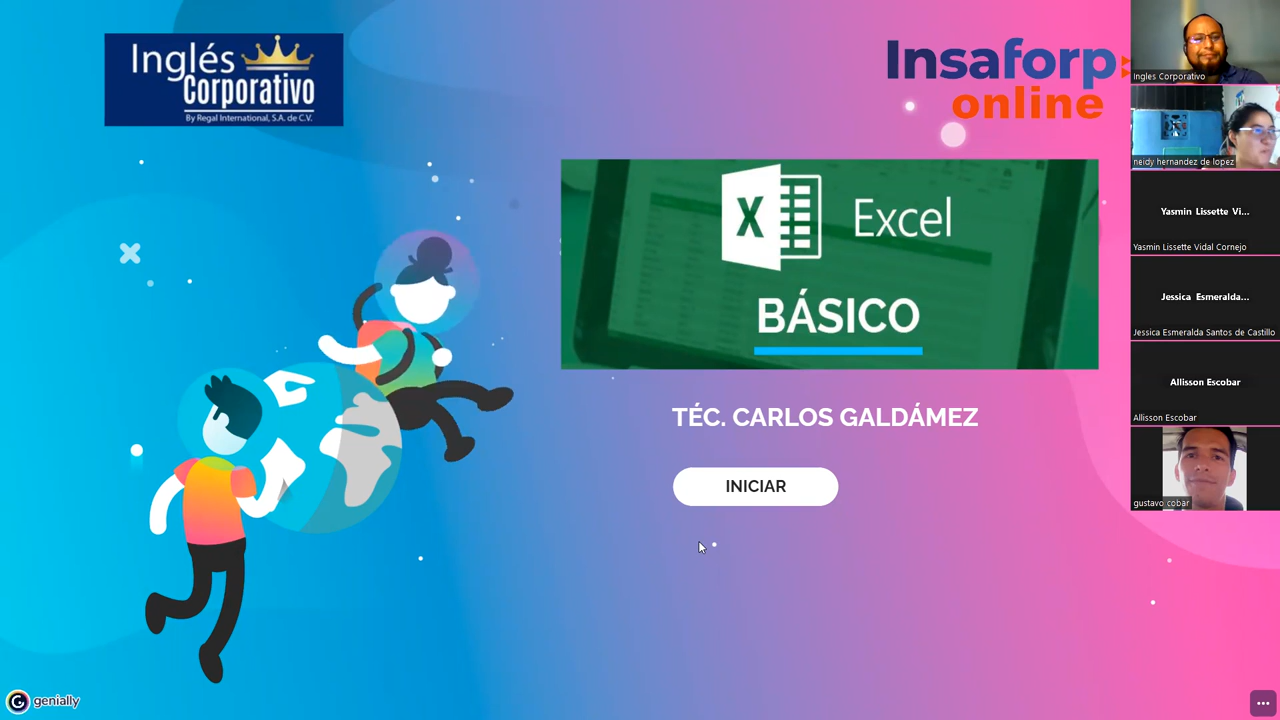 Inglés
Corporativo
By Regal International, S.A. de C.V.
Insaforp
online
X
Excel
BÁSICO
TÉC. CARLOS GALDÁMEZ
INICIAR
genially
Ingles Corporativo
neidy hernandez de lopez
Yasmin Lissette Vi...
Yasmin Lissette Vidal Cornejo
Jessica Esmeralda...
Jessica Esmeralda Santos de Castillo
Allisson Escobar
Allisson Escobar
gustavo cobar